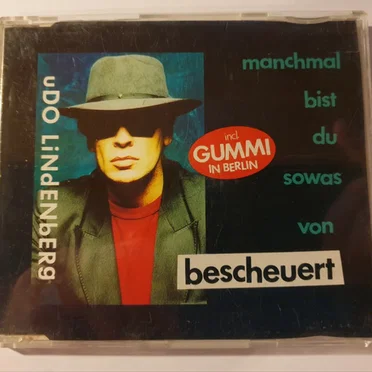 uDO LiNdENbERg
manchmal
bist
du
sowas
von
bescheuert
incl.
GUMMI
IN BERLIN